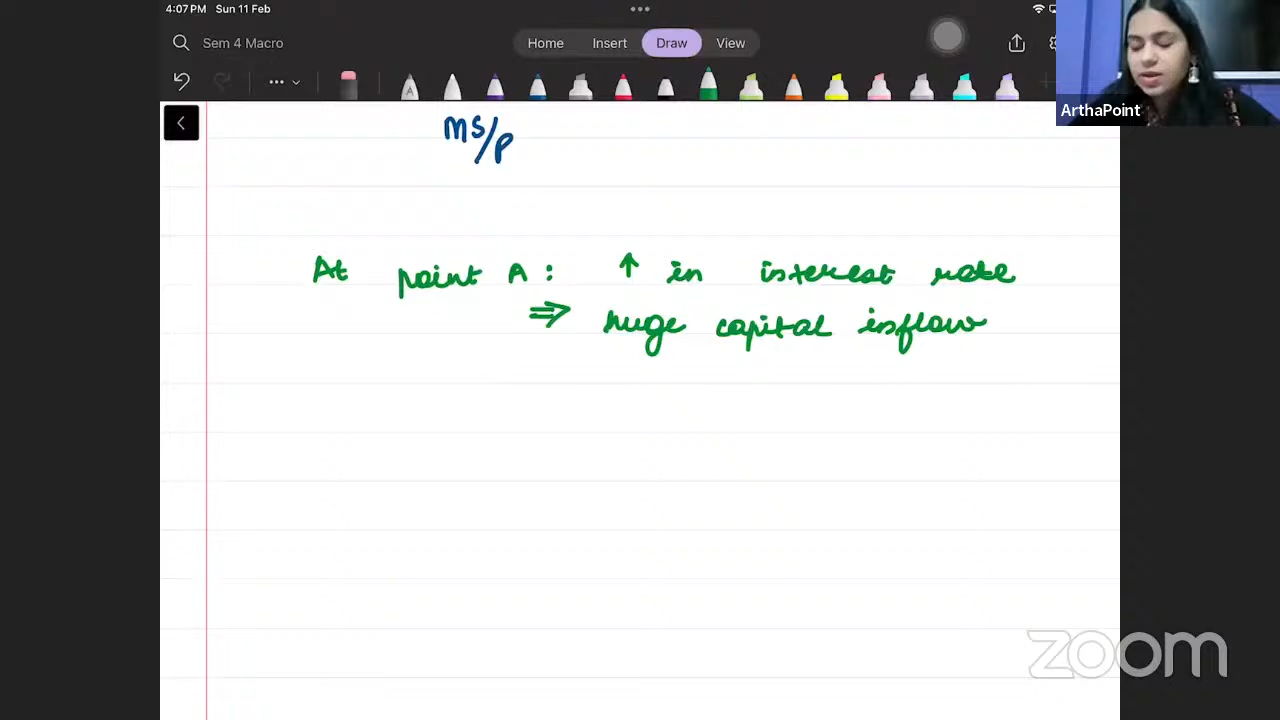 4:07 PM Sun 11 Feb
Sem 4 Macro
Home Insert Draw View
A
ArthaPoint
MS/P
At point A : ↑ in interest rate
⇒ huge capital inflow
zoom